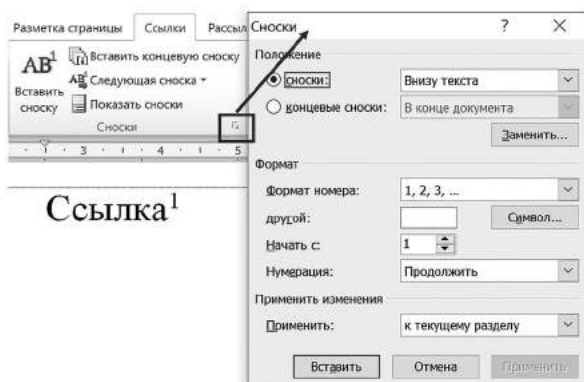 Разметка страницы Ссылки Рассыл
AB¹
Вставить сноску
Вставить концевую сноску
AB Следующая сноска
Показать сноски
Сноски
3 4 5
Ссылка¹
Сноски ?
Положение
сноски: Внизу текста
концевые сноски: В конце документа
Заменить...
Формат
Формат номера: 1, 2, 3, ...
другой: Символ...
Начать с: 1
Нумерация: Продолжить
Применить изменения
Применить: к текущему разделу
Вставить Отмена Применить